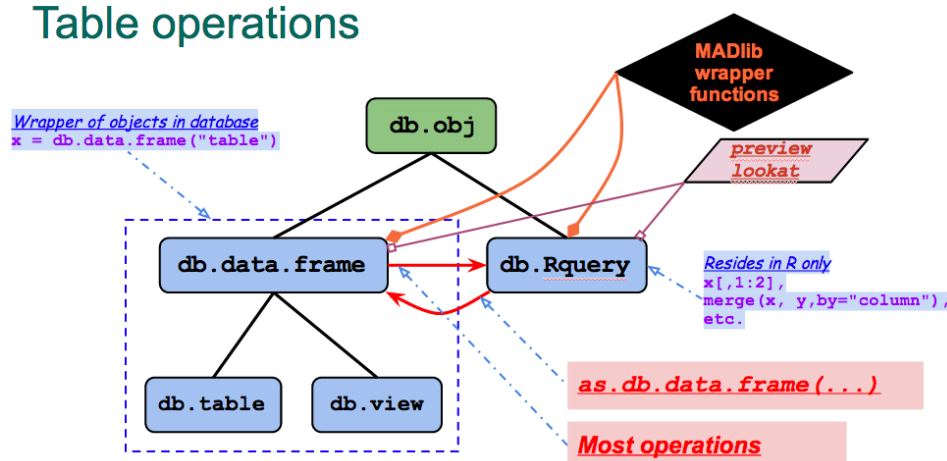 Table operations
MADlib
wrapper
functions
Wrapper of objects in database
x = db.data.frame("table")
db.obj
preview
lookat
db.data.frame
db.Rquery
Resides in R only
x[,1:2],
merge(x, y,by="column"),
etc.
db.table
db.view
as.db.data.frame(...)
Most operations